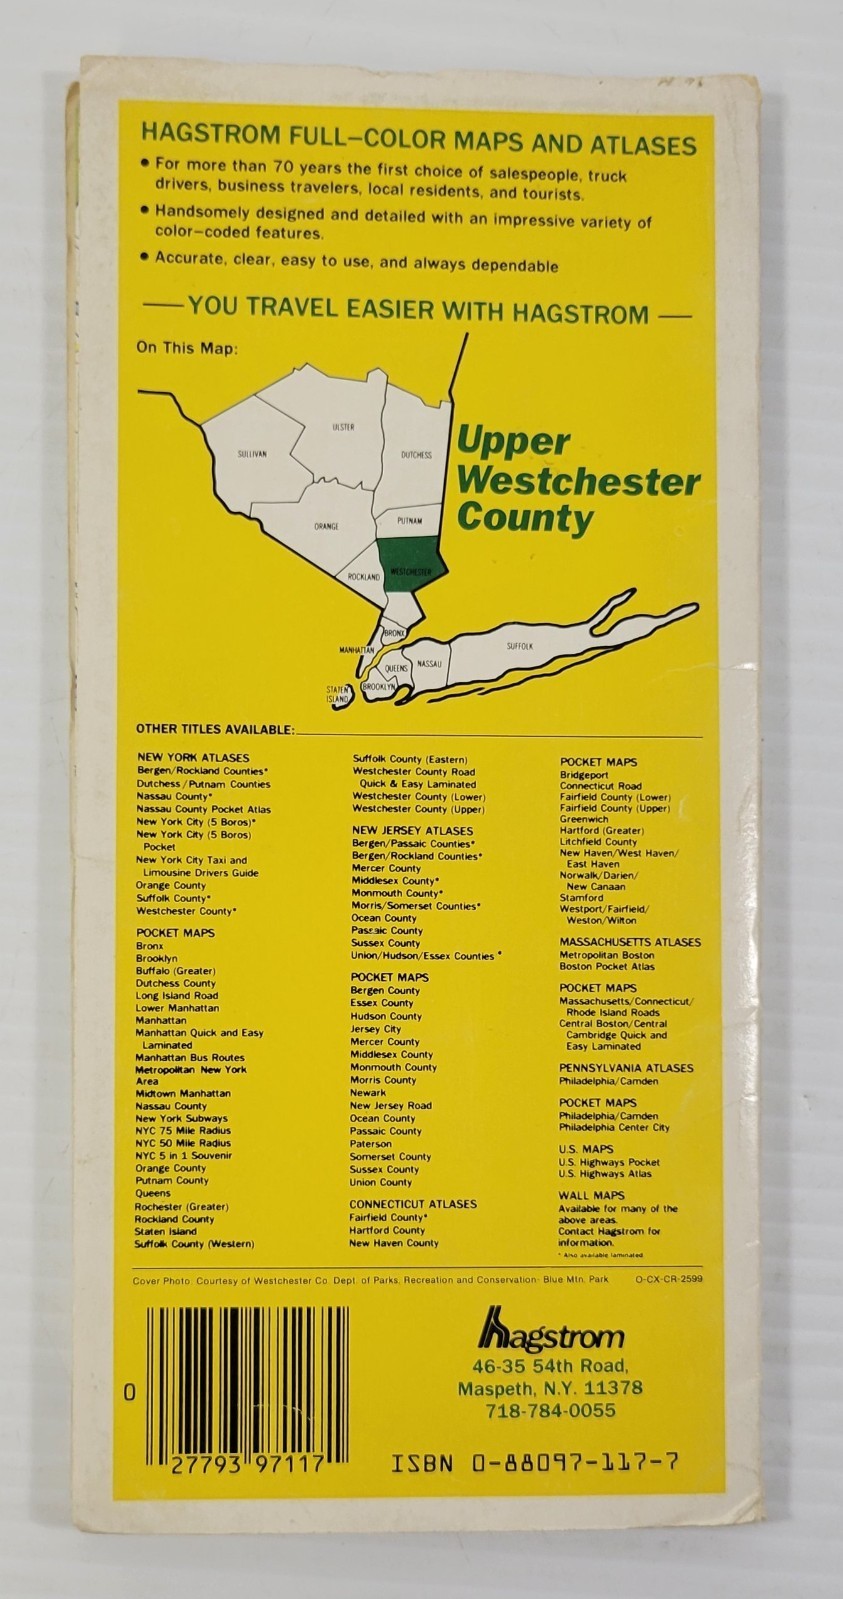 HAGSTROM FULL-COLOR MAPS AND ATLASES
• For more than 70 years the first choice of salespeople, truck
drivers, business travelers, local residents, and tourists.
• Handsomely designed and detailed with an impressive variety of
color-coded features.
• Accurate, clear, easy to use, and always dependable
—YOU TRAVEL EASIER WITH HAGSTROM—
On This Map:
Upper
Westchester
County
ULSTER
SULLIVAN
DUTCHESS
ORANGE
PUTNAM
ROCKLAND
WESTCHESTER
BRONX
MANHATTAN
SUFFOLK
QUEENS
NASSAU
STATEN
ISLAND
BROOKLYN
OTHER TITLES AVAILABLE:
NEW YORK ATLASES
Bergen/Rockland Counties*
Dutchess/Putnam Counties
Nassau County*
Nassau County Pocket Atlas
New York City (5 Boros)*
New York City (5 Boros)
Pocket
New York City Taxi and
Limousine Drivers Guide
Orange County
Suffolk County*
Westchester County*
POCKET MAPS
Bronx
Brooklyn
Buffalo (Greater)
Dutchess County
Long Island Road
Lower Manhattan
Manhattan
Manhattan Quick and Easy
Laminated
Manhattan Bus Routes
Metropolitan New York
Area
Midtown Manhattan
Nassau County
New York Subways
NYC 75 Mile Radius
NYC 50 Mile Radius
NYC 5 in 1 Souvenir
Orange County
Putnam County
Queens
Rochester (Greater)
Rockland County
Staten Island
Suffolk County (Western)
Suffolk County (Eastern)
Westchester County Road
Quick & Easy Laminated
Westchester County (Lower)
Westchester County (Upper)
NEW JERSEY ATLASES
Bergen/Passaic Counties*
Bergen/Rockland Counties*
Mercer County
Middlesex County*
Monmouth County*
Morris/Somerset Counties*
Ocean County
Passaic County
Sussex County
Union/Hudson/Essex Counties*
POCKET MAPS
Bergen County
Essex County
Hudson County
Jersey City
Mercer County
Middlesex County
Monmouth County
Morris County
Newark
New Jersey Road
Ocean County
Passaic County
Paterson
Somerset County
Sussex County
Union County
CONNECTICUT ATLASES
Fairfield County*
Hartford County
New Haven County
POCKET MAPS
Bridgeport
Connecticut Road
Fairfield County (Lower)
Fairfield County (Upper)
Greenwich
Hartford (Greater)
Litchfield County
New Haven/West Haven/
East Haven
Norwalk/Darien/
New Canaan
Stamford
Westport/Fairfield/
Weston/Wilton
MASSACHUSETTS ATLASES
Metropolitan Boston
Boston Pocket Atlas
POCKET MAPS
Massachusetts/Connecticut/
Rhode Island Roads
Central Boston/Central
Cambridge Quick and
Easy Laminated
PENNSYLVANIA ATLASES
Philadelphia/Camden
POCKET MAPS
Philadelphia/Camden
Philadelphia Center City
U.S. MAPS
U.S. Highways Pocket
U.S. Highways Atlas
WALL MAPS
Available for many of the
above areas.
Contact Hagstrom for
information.
* Also available laminated
Cover Photo: Courtesy of Westchester Co. Dept. of Parks, Recreation and Conservation- Blue Mtn. Park O-CX-CR-2599
0 27793 97117
hagstrom
46-35 54th Road,
Maspeth, N.Y. 11378
718-784-0055
ISBN 0-88097-117-7